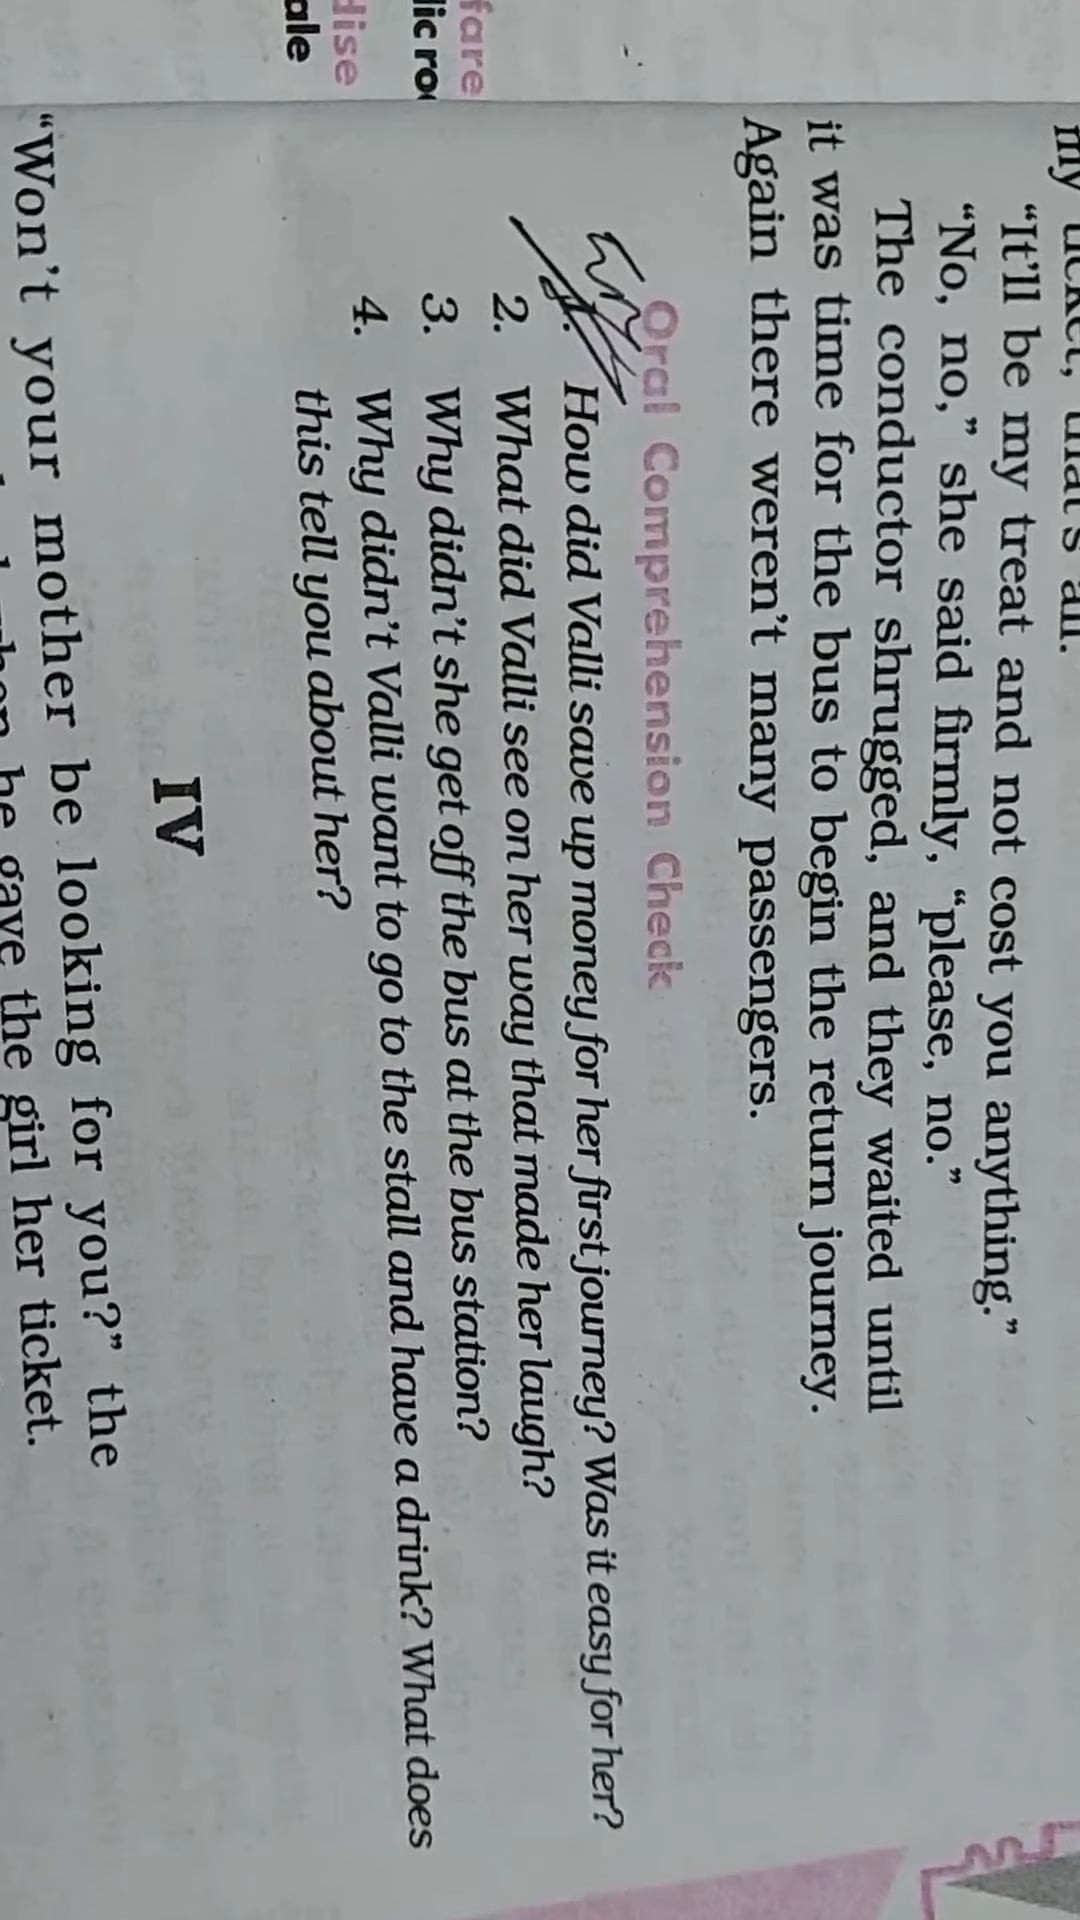 my ticket, that's all.
"It'll be my treat and not cost you anything."
"No, no," she said firmly, "please, no."
The conductor shrugged, and they waited until
it was time for the bus to begin the return journey.
Again there weren't many passengers.
Oral Comprehension Check
1. How did Valli save up money for her first journey? Was it easy for her?
2. What did Valli see on her way that made her laugh?
3. Why didn't she get off the bus at the bus station?
4. Why didn't Valli want to go to the stall and have a drink? What does
this tell you about her?
IV
"Won't your mother be looking for you?" the
he gave the girl her ticket.
fare
lic
dise
ale